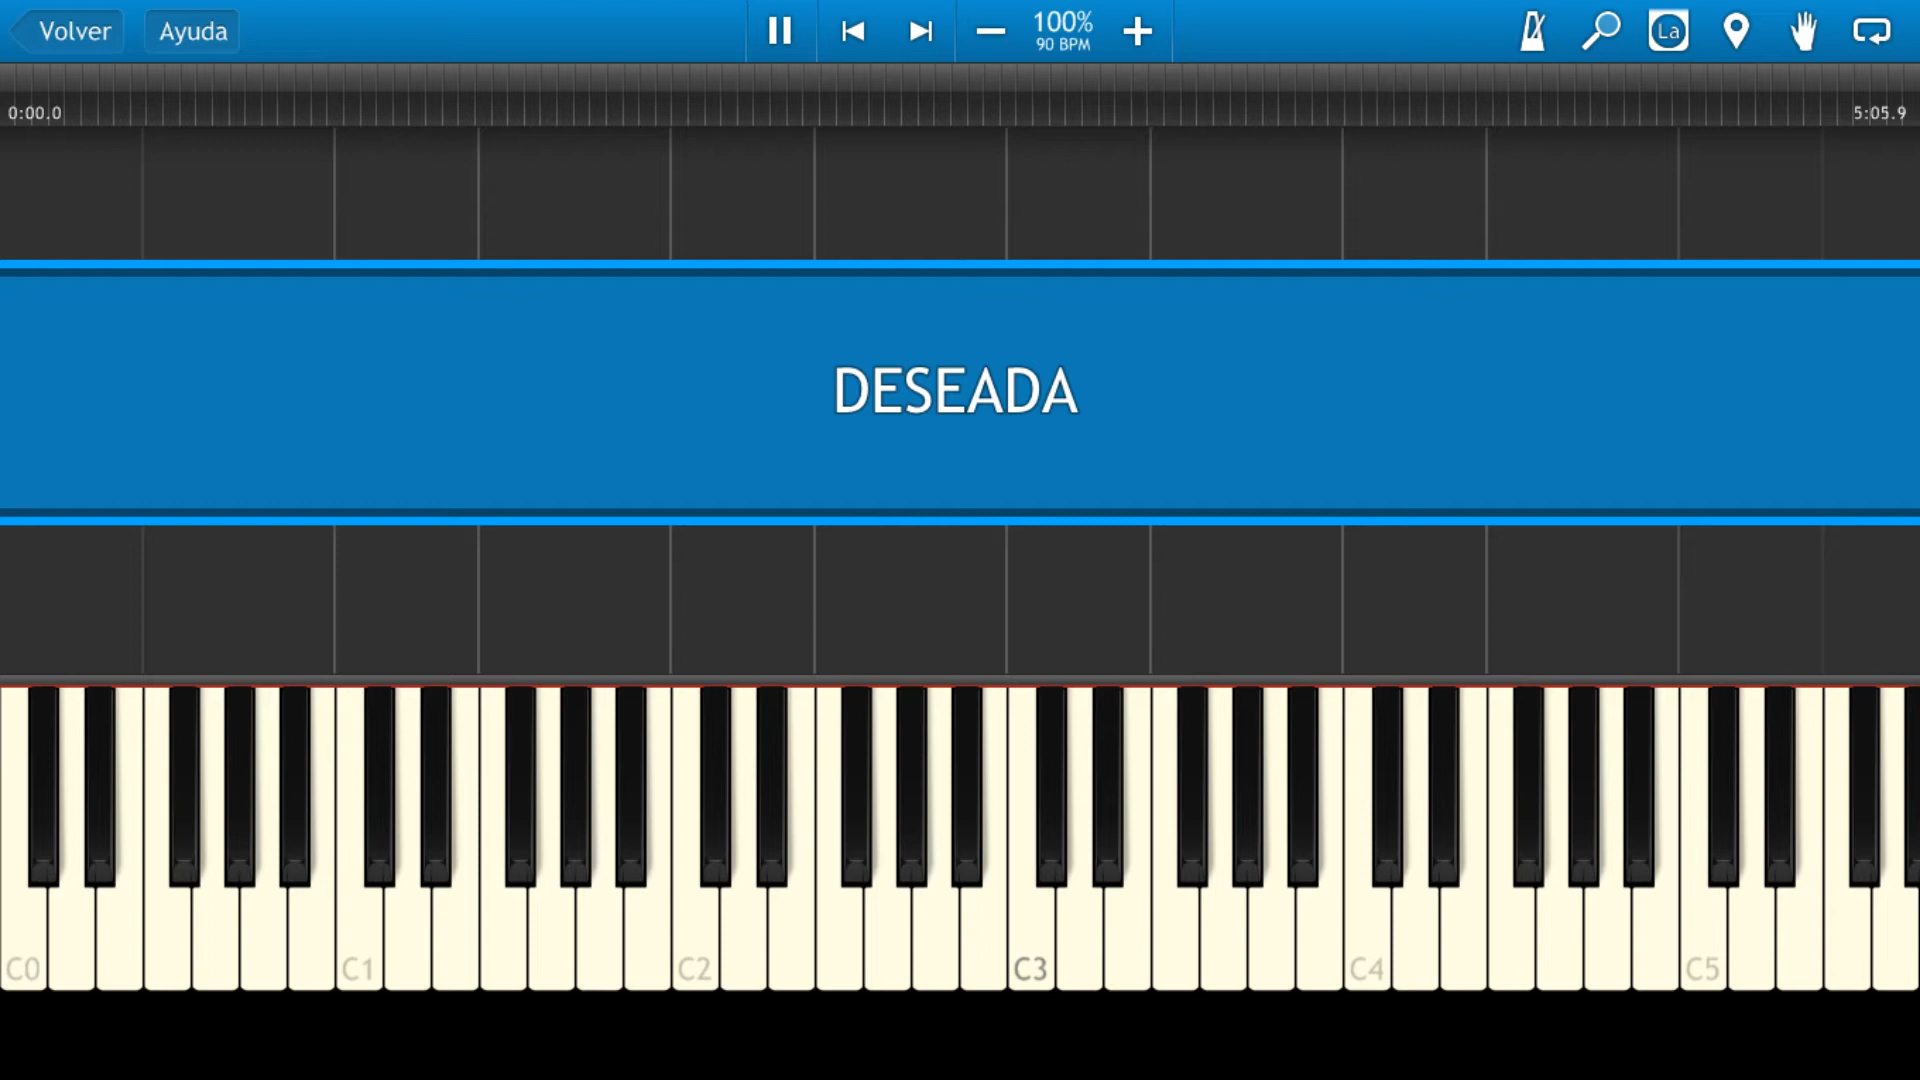 Volver
Ayuda
100%
90 BPM
La
0:00.0
5:05.9
DESEADA
C0
C1
C2
C3
C4
C5